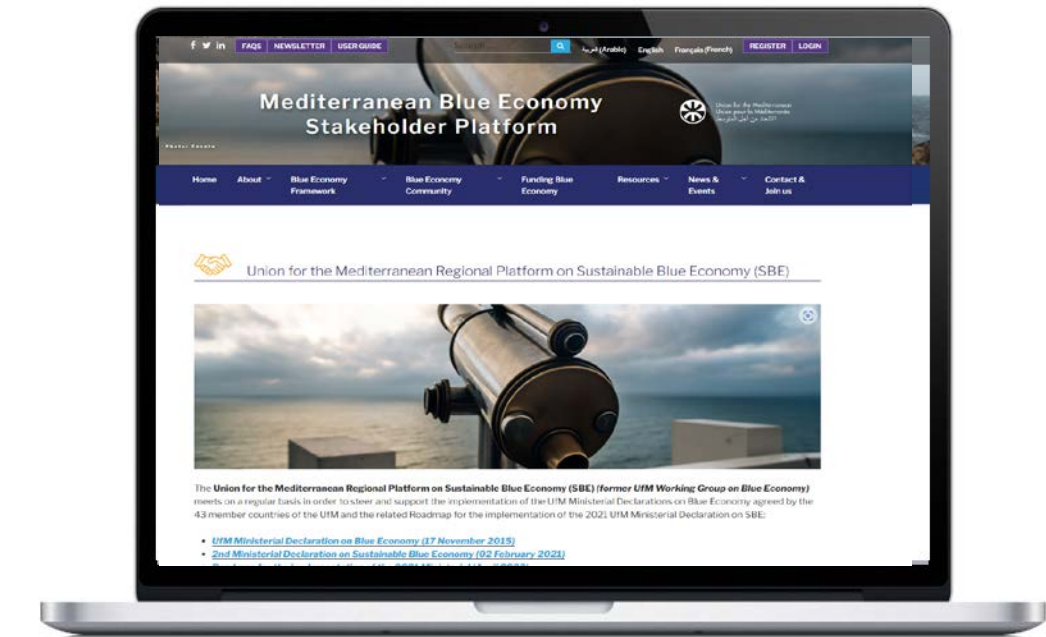 f in FAQS NEWSLETTER USER GUIDE العربية (Arabic) English Français (French) REGISTER LOGIN
Mediterranean Blue Economy
Stakeholder Platform
Union for the Mediterranean
Union pour la Méditerranée
الاتحاد من أجل المتوسط
Home About Blue Economy Framework Blue Economy Community Funding Blue Economy Resources News & Events Contact & Join us
Union for the Mediterranean Regional Platform on Sustainable Blue Economy (SBE)
The Union for the Mediterranean Regional Platform on Sustainable Blue Economy (SBE) (former UfM Working Group on Blue Economy)
meets on a regular basis in order to steer and support the implementation of the UfM Ministerial Declarations on Blue Economy agreed by the
43 member countries of the UfM and the related Roadmap for the implementation of the 2021 UfM Ministerial Declaration on SBE:
• UfM Ministerial Declaration on Blue Economy (17 November 2015)
• 2nd Ministerial Declaration on Sustainable Blue Economy (02 February 2021)